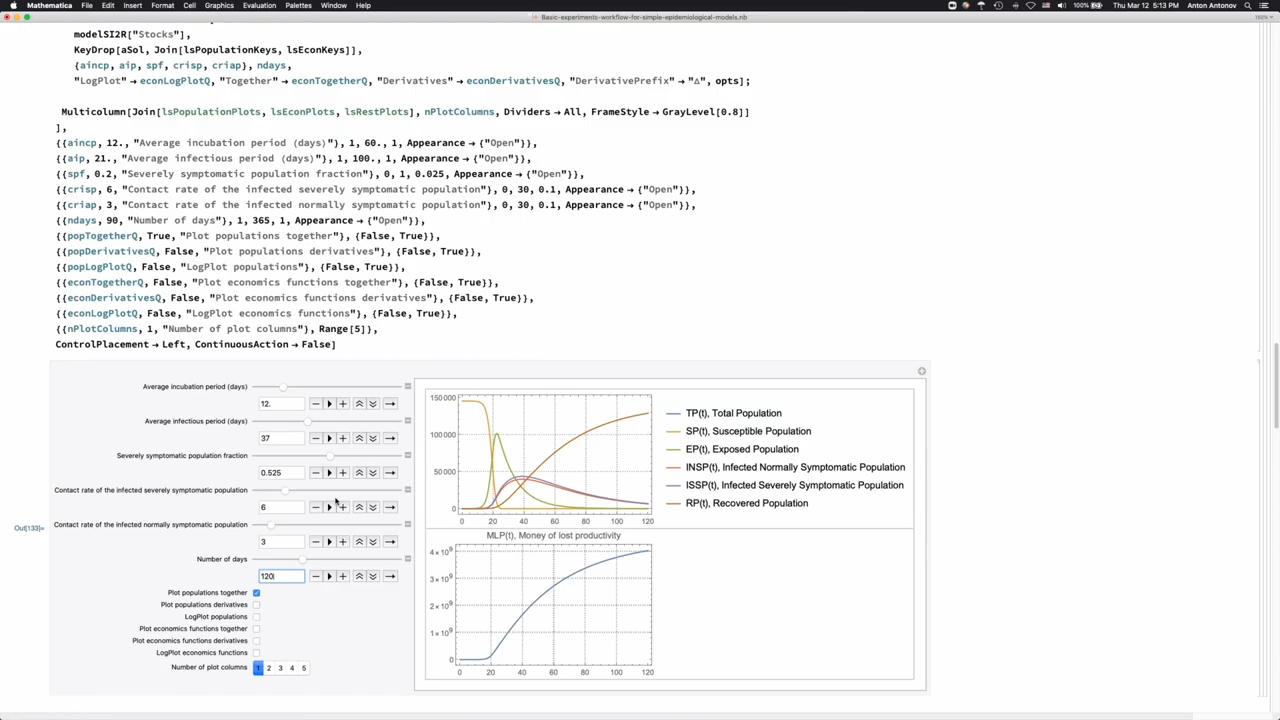 Mathematica File Edit Insert Format Cell Graphics Evaluation Palettes Window Help 100% Thu Mar 12 5:13 PM Anton Antonov
Basic-experiments-workflow-for-simple-epidemiological-models.nb
modelSI2R["Stocks"],
KeyDrop[aSol, Join[lsPopulationKeys, lsEconKeys]],
{aincp, aip, spf, crisp, criap}, ndays,
"LogPlot"→econLogPlotQ, "Together"→econTogetherQ, "Derivatives"→econDerivativesQ, "DerivativePrefix"→"∆", opts];
Multicolumn[Join[lsPopulationPlots, lsEconPlots, lsRestPlots], nPlotColumns, Dividers→All, FrameStyle→GrayLevel[0.8]]
],
{{aincp, 12., "Average incubation period (days)"}, 1, 60., 1, Appearance→{"Open"}},
{{aip, 21., "Average infectious period (days)"}, 1, 100., 1, Appearance→{"Open"}},
{{spf, 0.2, "Severely symptomatic population fraction"}, 0, 1, 0.025, Appearance→{"Open"}},
{{crisp, 6, "Contact rate of the infected severely symptomatic population"}, 0, 30, 0.1, Appearance→{"Open"}},
{{criap, 3, "Contact rate of the infected normally symptomatic population"}, 0, 30, 0.1, Appearance→{"Open"}},
{{ndays, 90, "Number of days"}, 1, 365, 1, Appearance→{"Open"}},
{{popTogetherQ, True, "Plot populations together"}, {False, True}},
{{popDerivativesQ, False, "Plot populations derivatives"}, {False, True}},
{{popLogPlotQ, False, "LogPlot populations"}, {False, True}},
{{econTogetherQ, False, "Plot economics functions together"}, {False, True}},
{{econDerivativesQ, False, "Plot economics functions derivatives"}, {False, True}},
{{econLogPlotQ, False, "LogPlot economics functions"}, {False, True}},
{{nPlotColumns, 1, "Number of plot columns"}, Range[5]},
ControlPlacement→Left, ContinuousAction→False]
Out[133]=
Average incubation period (days)
12.
Average infectious period (days)
37
Severely symptomatic population fraction
0.525
Contact rate of the infected severely symptomatic population
6
Contact rate of the infected normally symptomatic population
3
Number of days
120
Plot populations together
Plot populations derivatives
LogPlot populations
Plot economics functions together
Plot economics functions derivatives
LogPlot economics functions
Number of plot columns 1 2 3 4 5
150000
100000
50000
0
0 20 40 60 80 100 120
TP(t), Total Population
SP(t), Susceptible Population
EP(t), Exposed Population
INSP(t), Infected Normally Symptomatic Population
ISSP(t), Infected Severely Symptomatic Population
RP(t), Recovered Population
MLP(t), Money of lost productivity
4×10⁹
3×10⁹
2×10⁹
1×10⁹
0
0 20 40 60 80 100 120